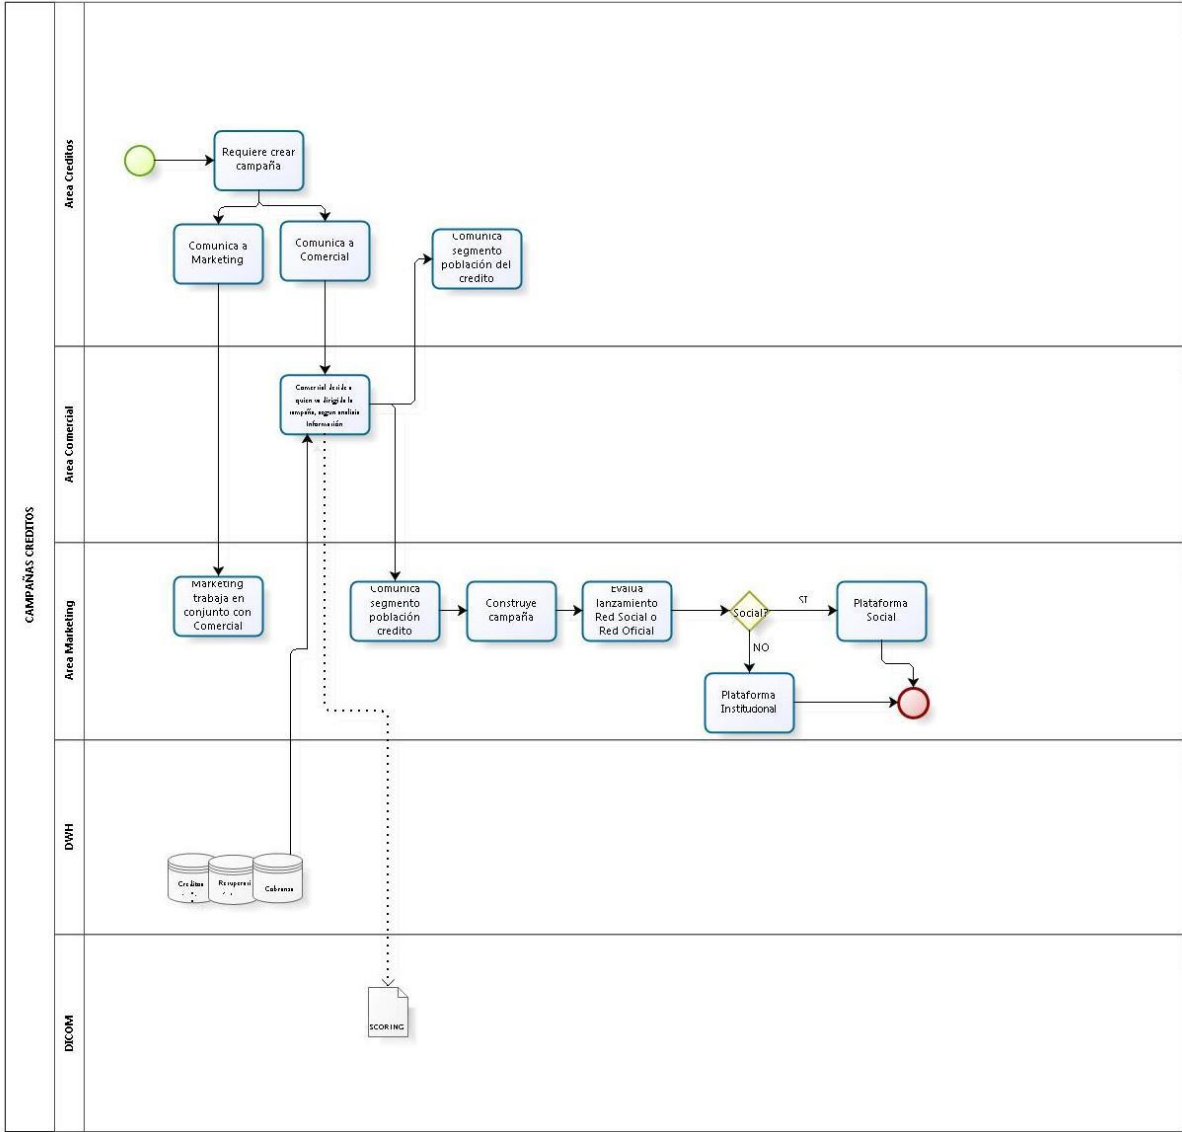 CAMPAÑAS CREDITOS
Area Creditos
Requiere crear
campaña
Comunica a
Marketing
Comunica a
Comercial
Comunica
segmento
población del
credito
Area Comercial
Comercial decide a
quien va dirigida la
campaña, segun analisis
Información
Area Marketing
Marketing
trabaja en
conjunto con
Comercial
Comunica
segmento
población
credito
Construye
campaña
Evalua
lanzamiento
Red Social o
Red Oficial
Social?
SI
NO
Plataforma
Social
Plataforma
Institucional
DWH
Creditos
Recuperaci
Cobranza
DICOM
SCORING